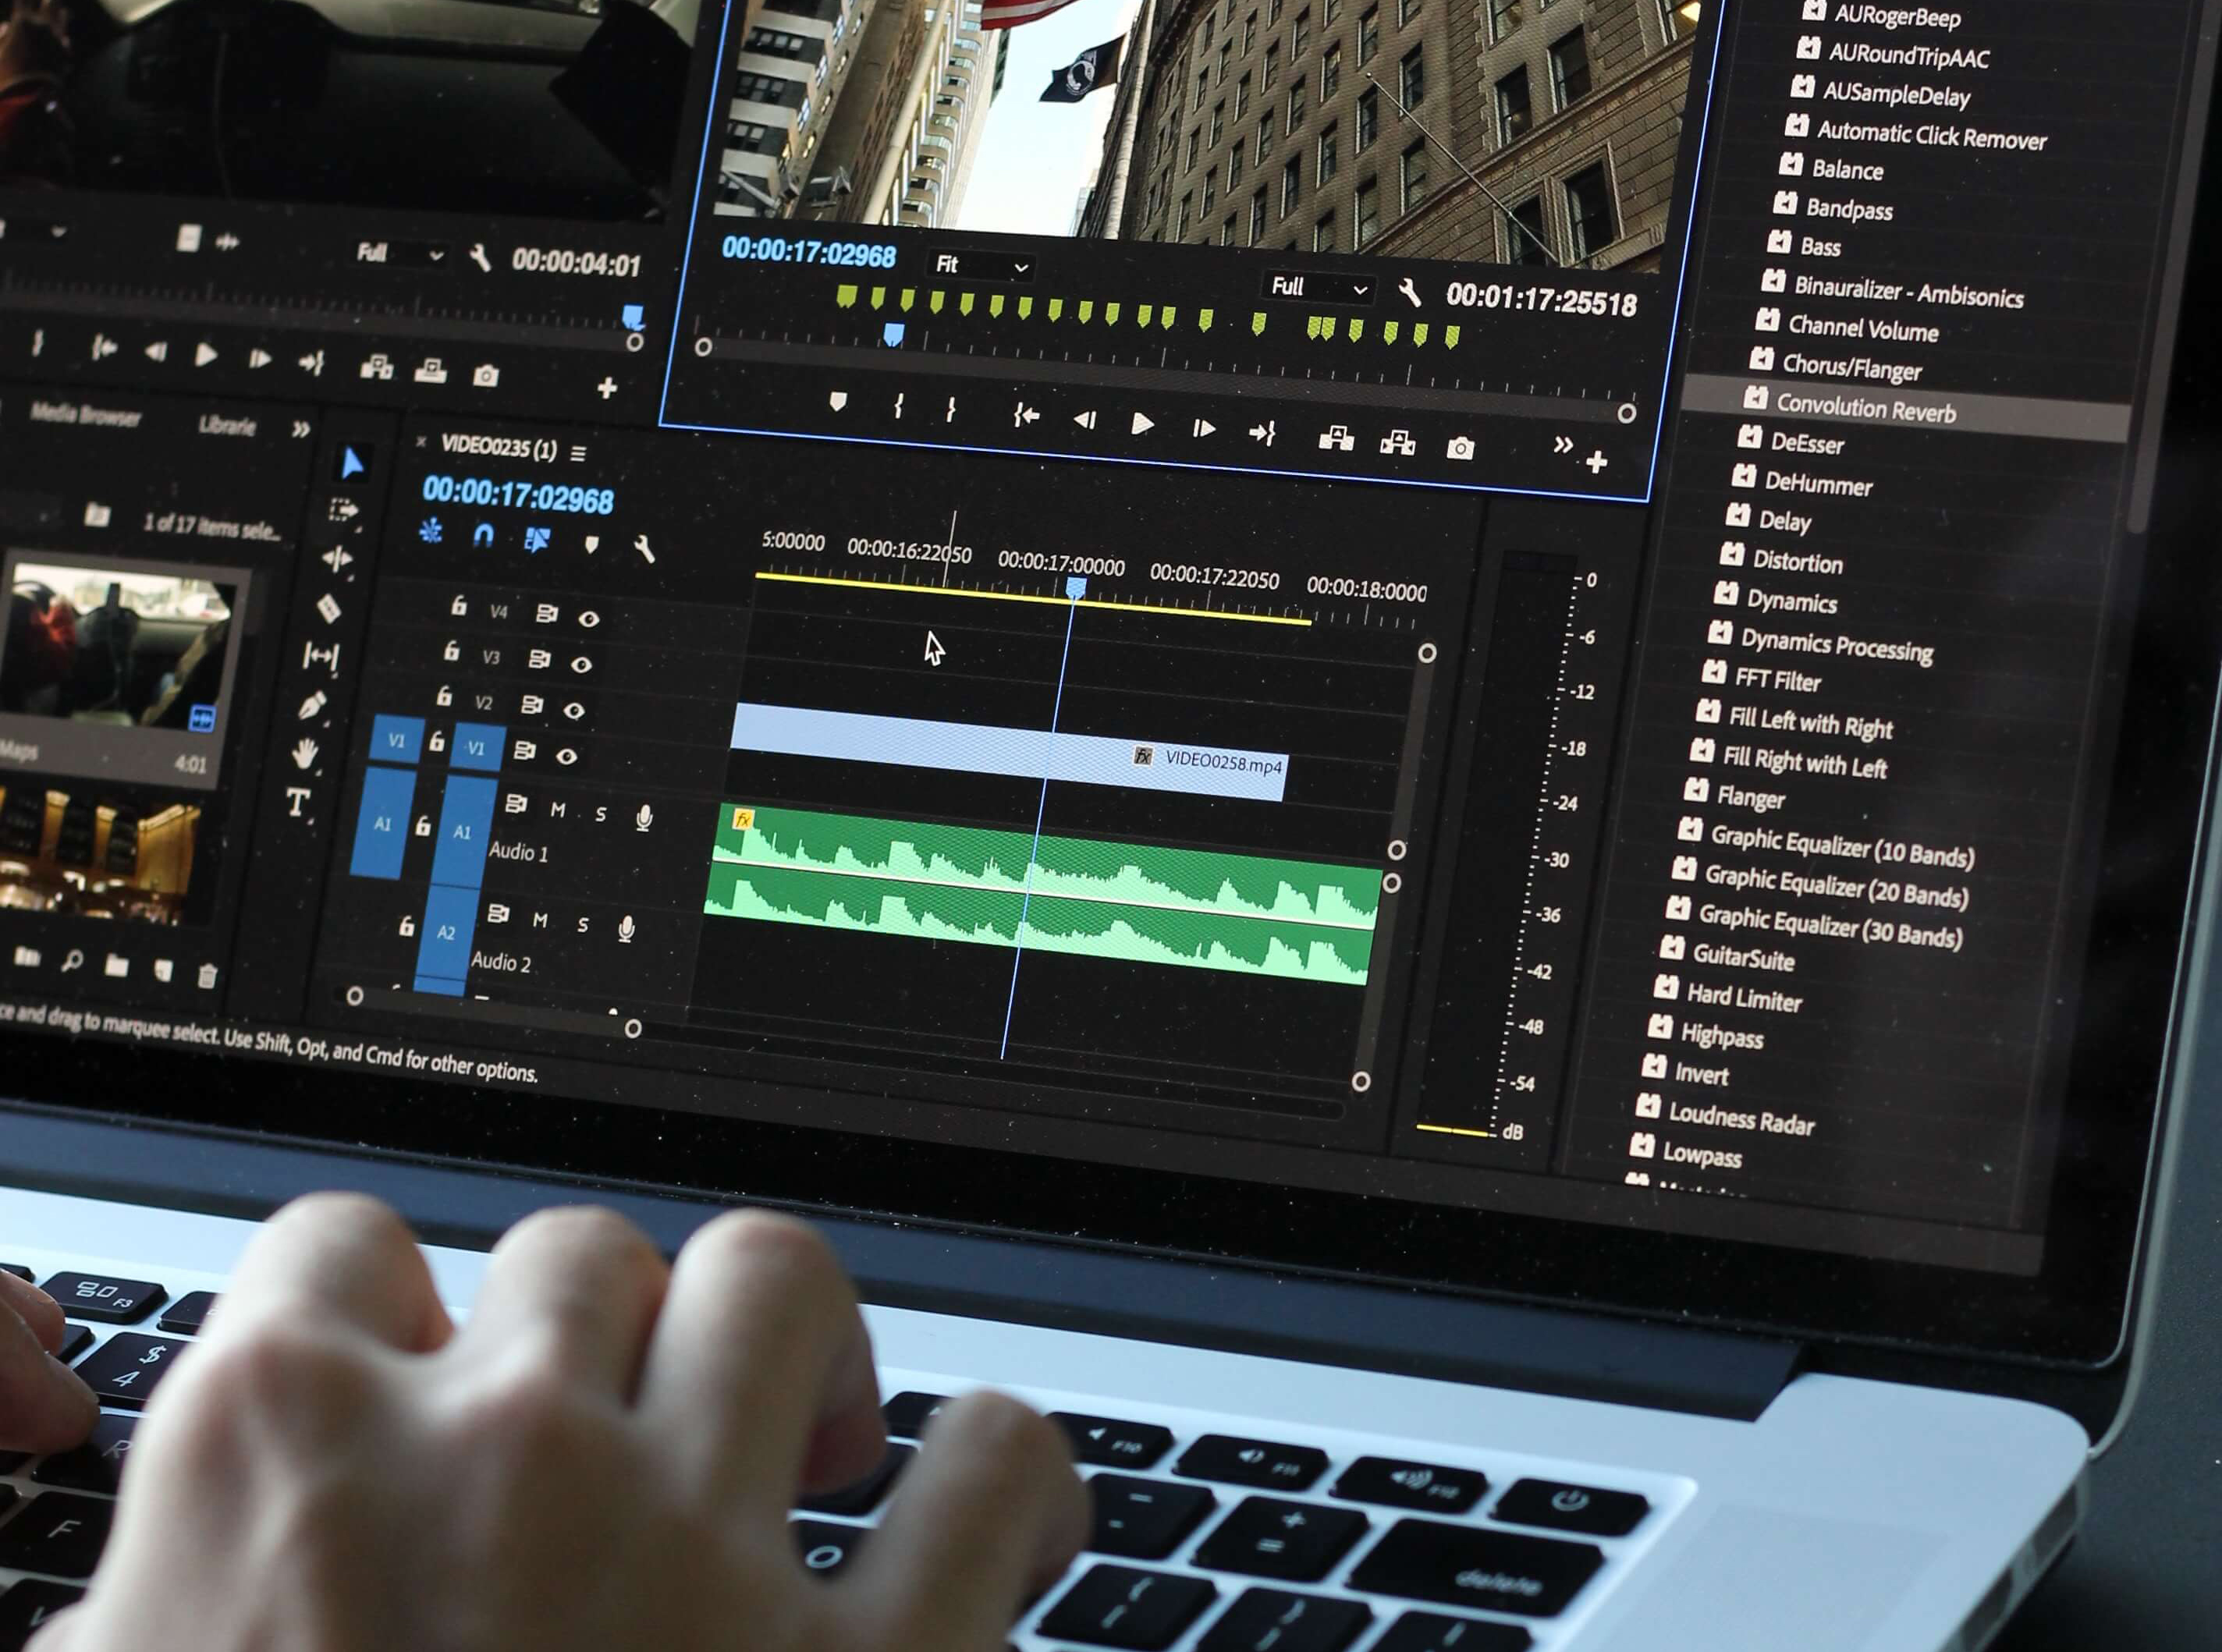 Full
00:00:04:01
00:00:17:02968
Fit
Full
00:01:17:25518
Media Browser
Librarie
1 of 17 items sele...
Maps
4:01
VIDEO0235 (1)
00:00:17:02968
5:00000
00:00:16:22050
00:00:17:00000
00:00:17:22050
00:00:18:0000
V4
V3
V2
V1
V1
VIDEO0258.mp4
fx
A1
A1
M
S
Audio 1
fx
A2
M
S
Audio 2
T
ce and drag to marquee select. Use Shift, Opt, and Cmd for other options.
0
-6
-12
-18
-24
-30
-36
-42
-48
-54
dB
AURogerBeep
AURoundTripAAC
AUSampleDelay
Automatic Click Remover
Balance
Bandpass
Bass
Binauralizer - Ambisonics
Channel Volume
Chorus/Flanger
Convolution Reverb
DeEsser
DeHummer
Delay
Distortion
Dynamics
Dynamics Processing
FFT Filter
Fill Left with Right
Fill Right with Left
Flanger
Graphic Equalizer (10 Bands)
Graphic Equalizer (20 Bands)
Graphic Equalizer (30 Bands)
GuitarSuite
Hard Limiter
Highpass
Invert
Loudness Radar
Lowpass
F3
$
4
R
F
O
F10
F11
F12
-
+
=
delete
{
}